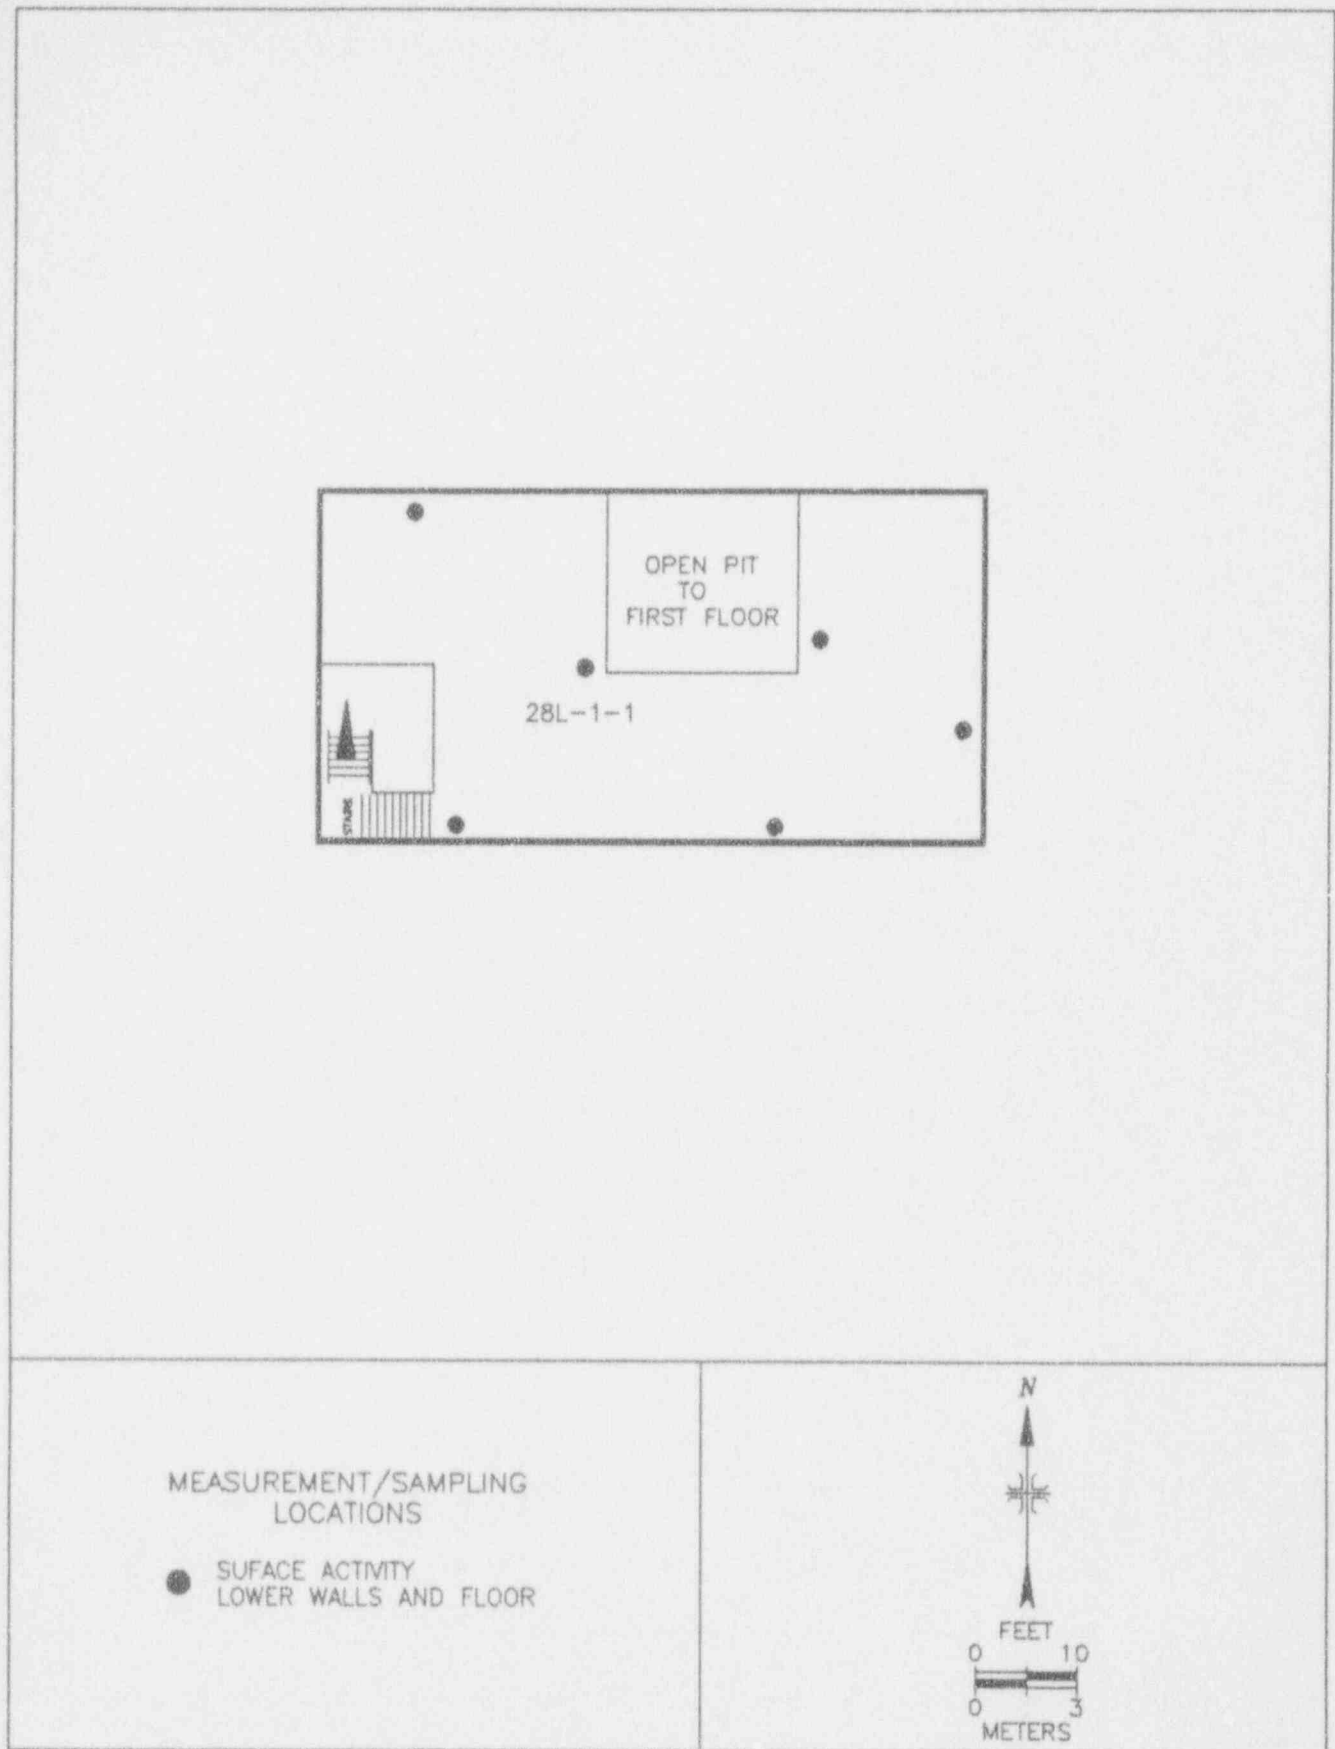 OPEN PIT
TO
FIRST FLOOR
28L-1-1
STAIRS
MEASUREMENT/SAMPLING
LOCATIONS
SUFACE ACTIVITY
LOWER WALLS AND FLOOR
N
FEET
0 10
0 3
METERS